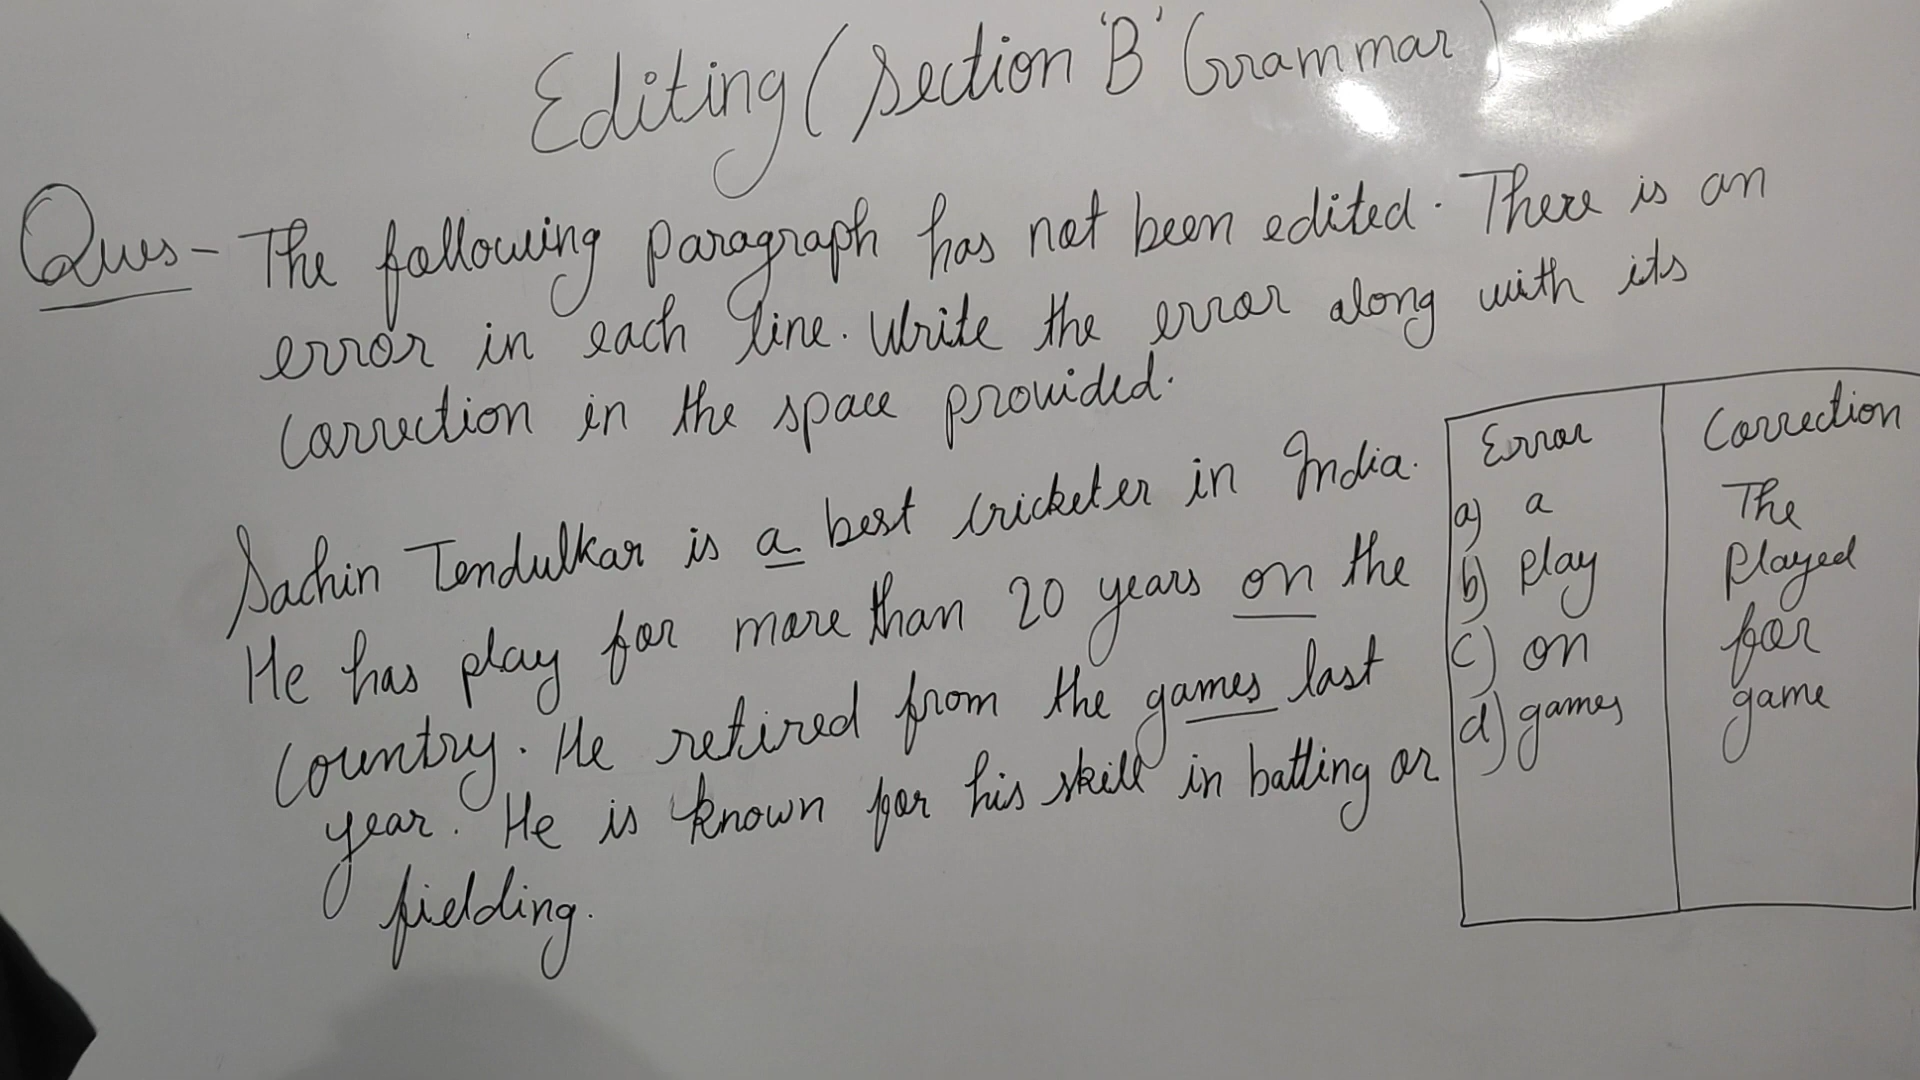 Editing (Section 'B' Grammar)
Ques- The following paragraph has not been edited. There is an
error in each line. Write the error along with its
correction in the space provided.
Sachin Tendulkar is a best cricketer in India.
He has play for more than 20 years on the
country. He retired from the games last
year. He is known for his skill in batting or
fielding.
Error Correction
a) a The
b) play Played
c) on for
d) games game